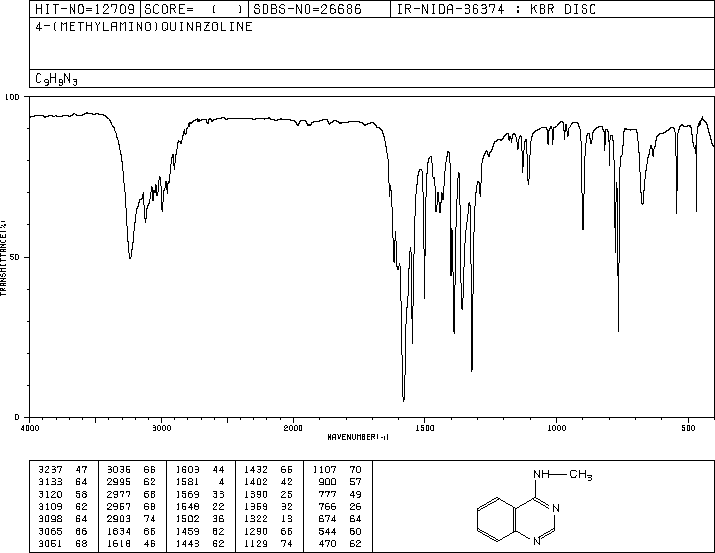 HIT-NO=12709 SCORE= ( ) SDBS-NO=26686 IR-NIDA-36374 : KBR DISC
4-(METHYLAMINO)QUINAZOLINE
C9H9N3
100
50
0
TRANSMITTANCE(%)
4000 3000 2000 1500 1000 500
WAVENUMBER(-1)
3237 47 3036 66 1603 44 1432 66 1107 70
3133 64 2995 62 1581 4 1402 42 900 57
3120 58 2977 66 1569 33 1390 25 777 49
3109 62 2957 68 1548 22 1359 32 766 26
3098 64 2903 74 1502 36 1322 13 674 64
3065 66 1634 66 1459 62 1290 66 544 60
3051 68 1618 46 1443 62 1129 74 470 62
NH CH3
N
N